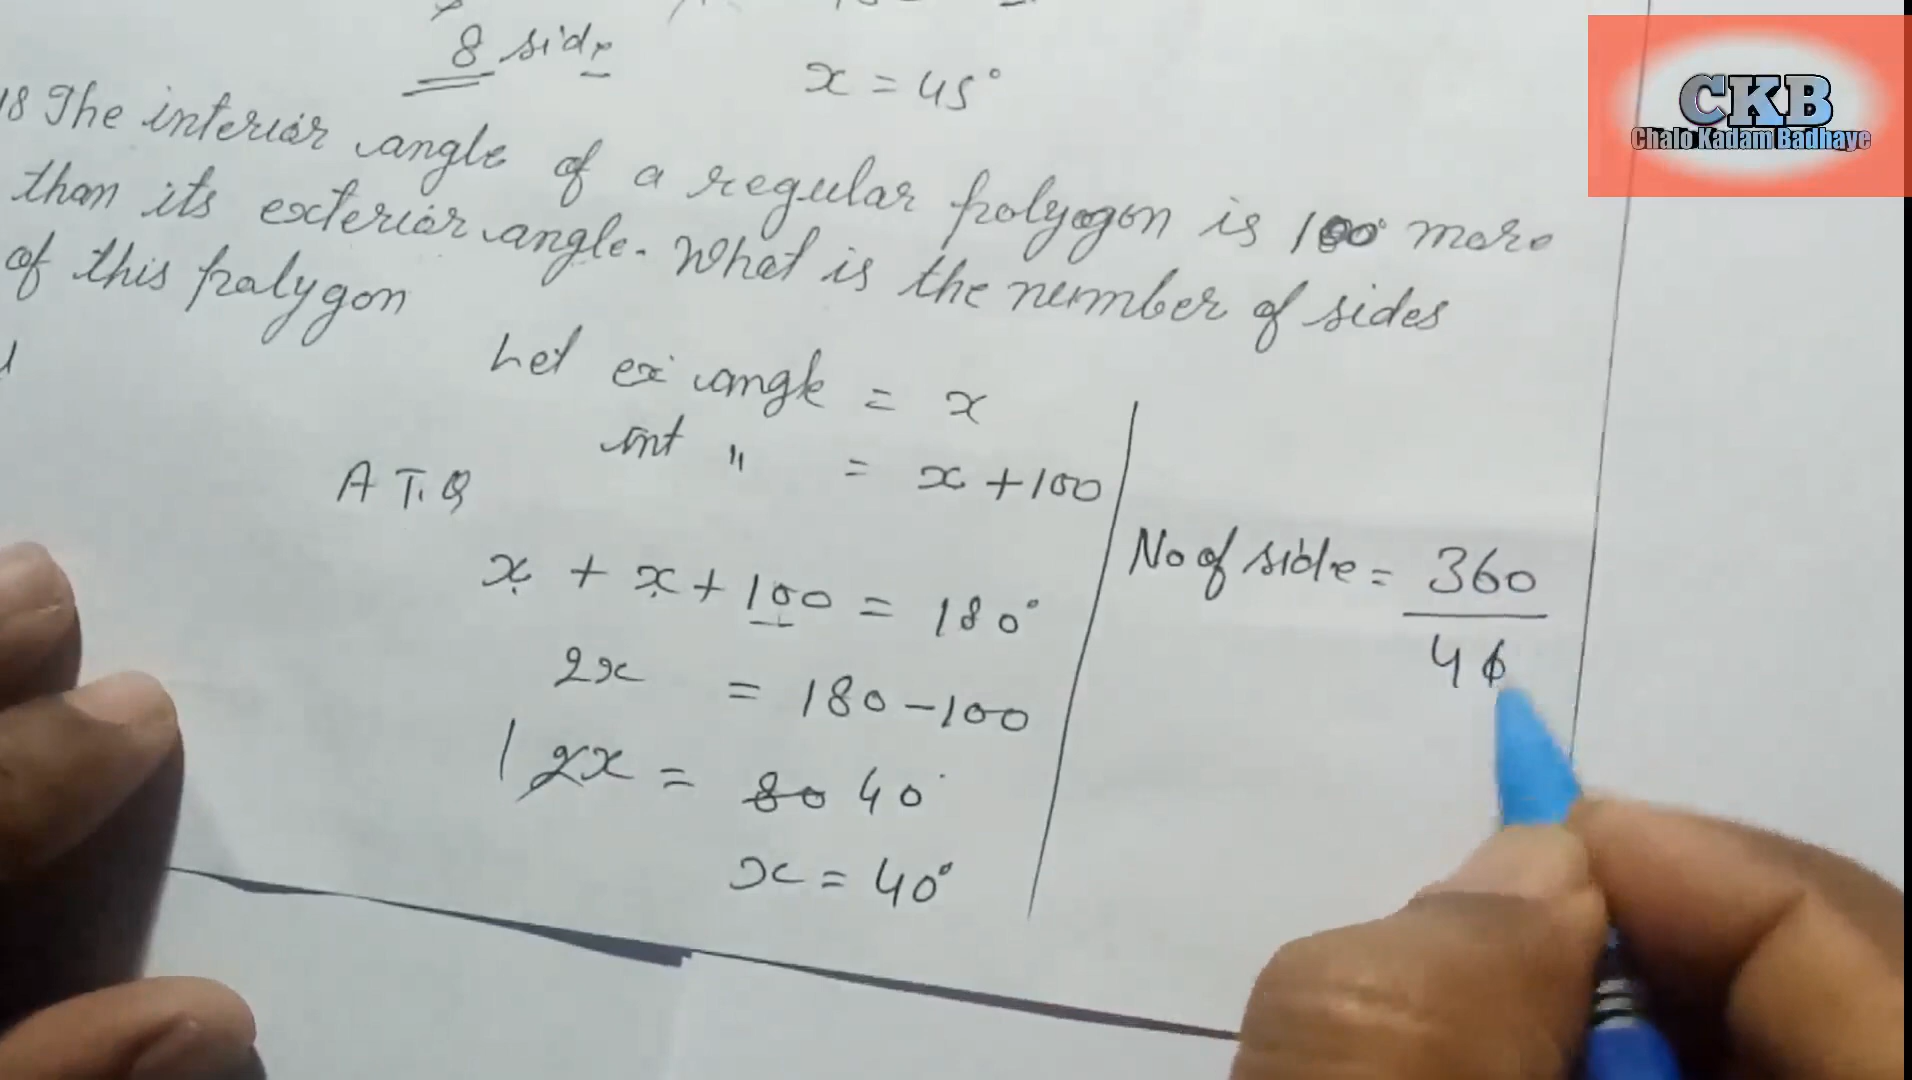 8 side
x = 45°
18 The interior angle of a regular polygon is 100° more
than its exterior angle. What is the number of sides
of this polygon
Let ex angle = x
int " = x + 100
A T. Q
x + x + 100 = 180°
2x = 180 - 100
1 2x = 80 40°
x = 40°
No of side = 360
40
CKB
Chalo Kadam Badhaye